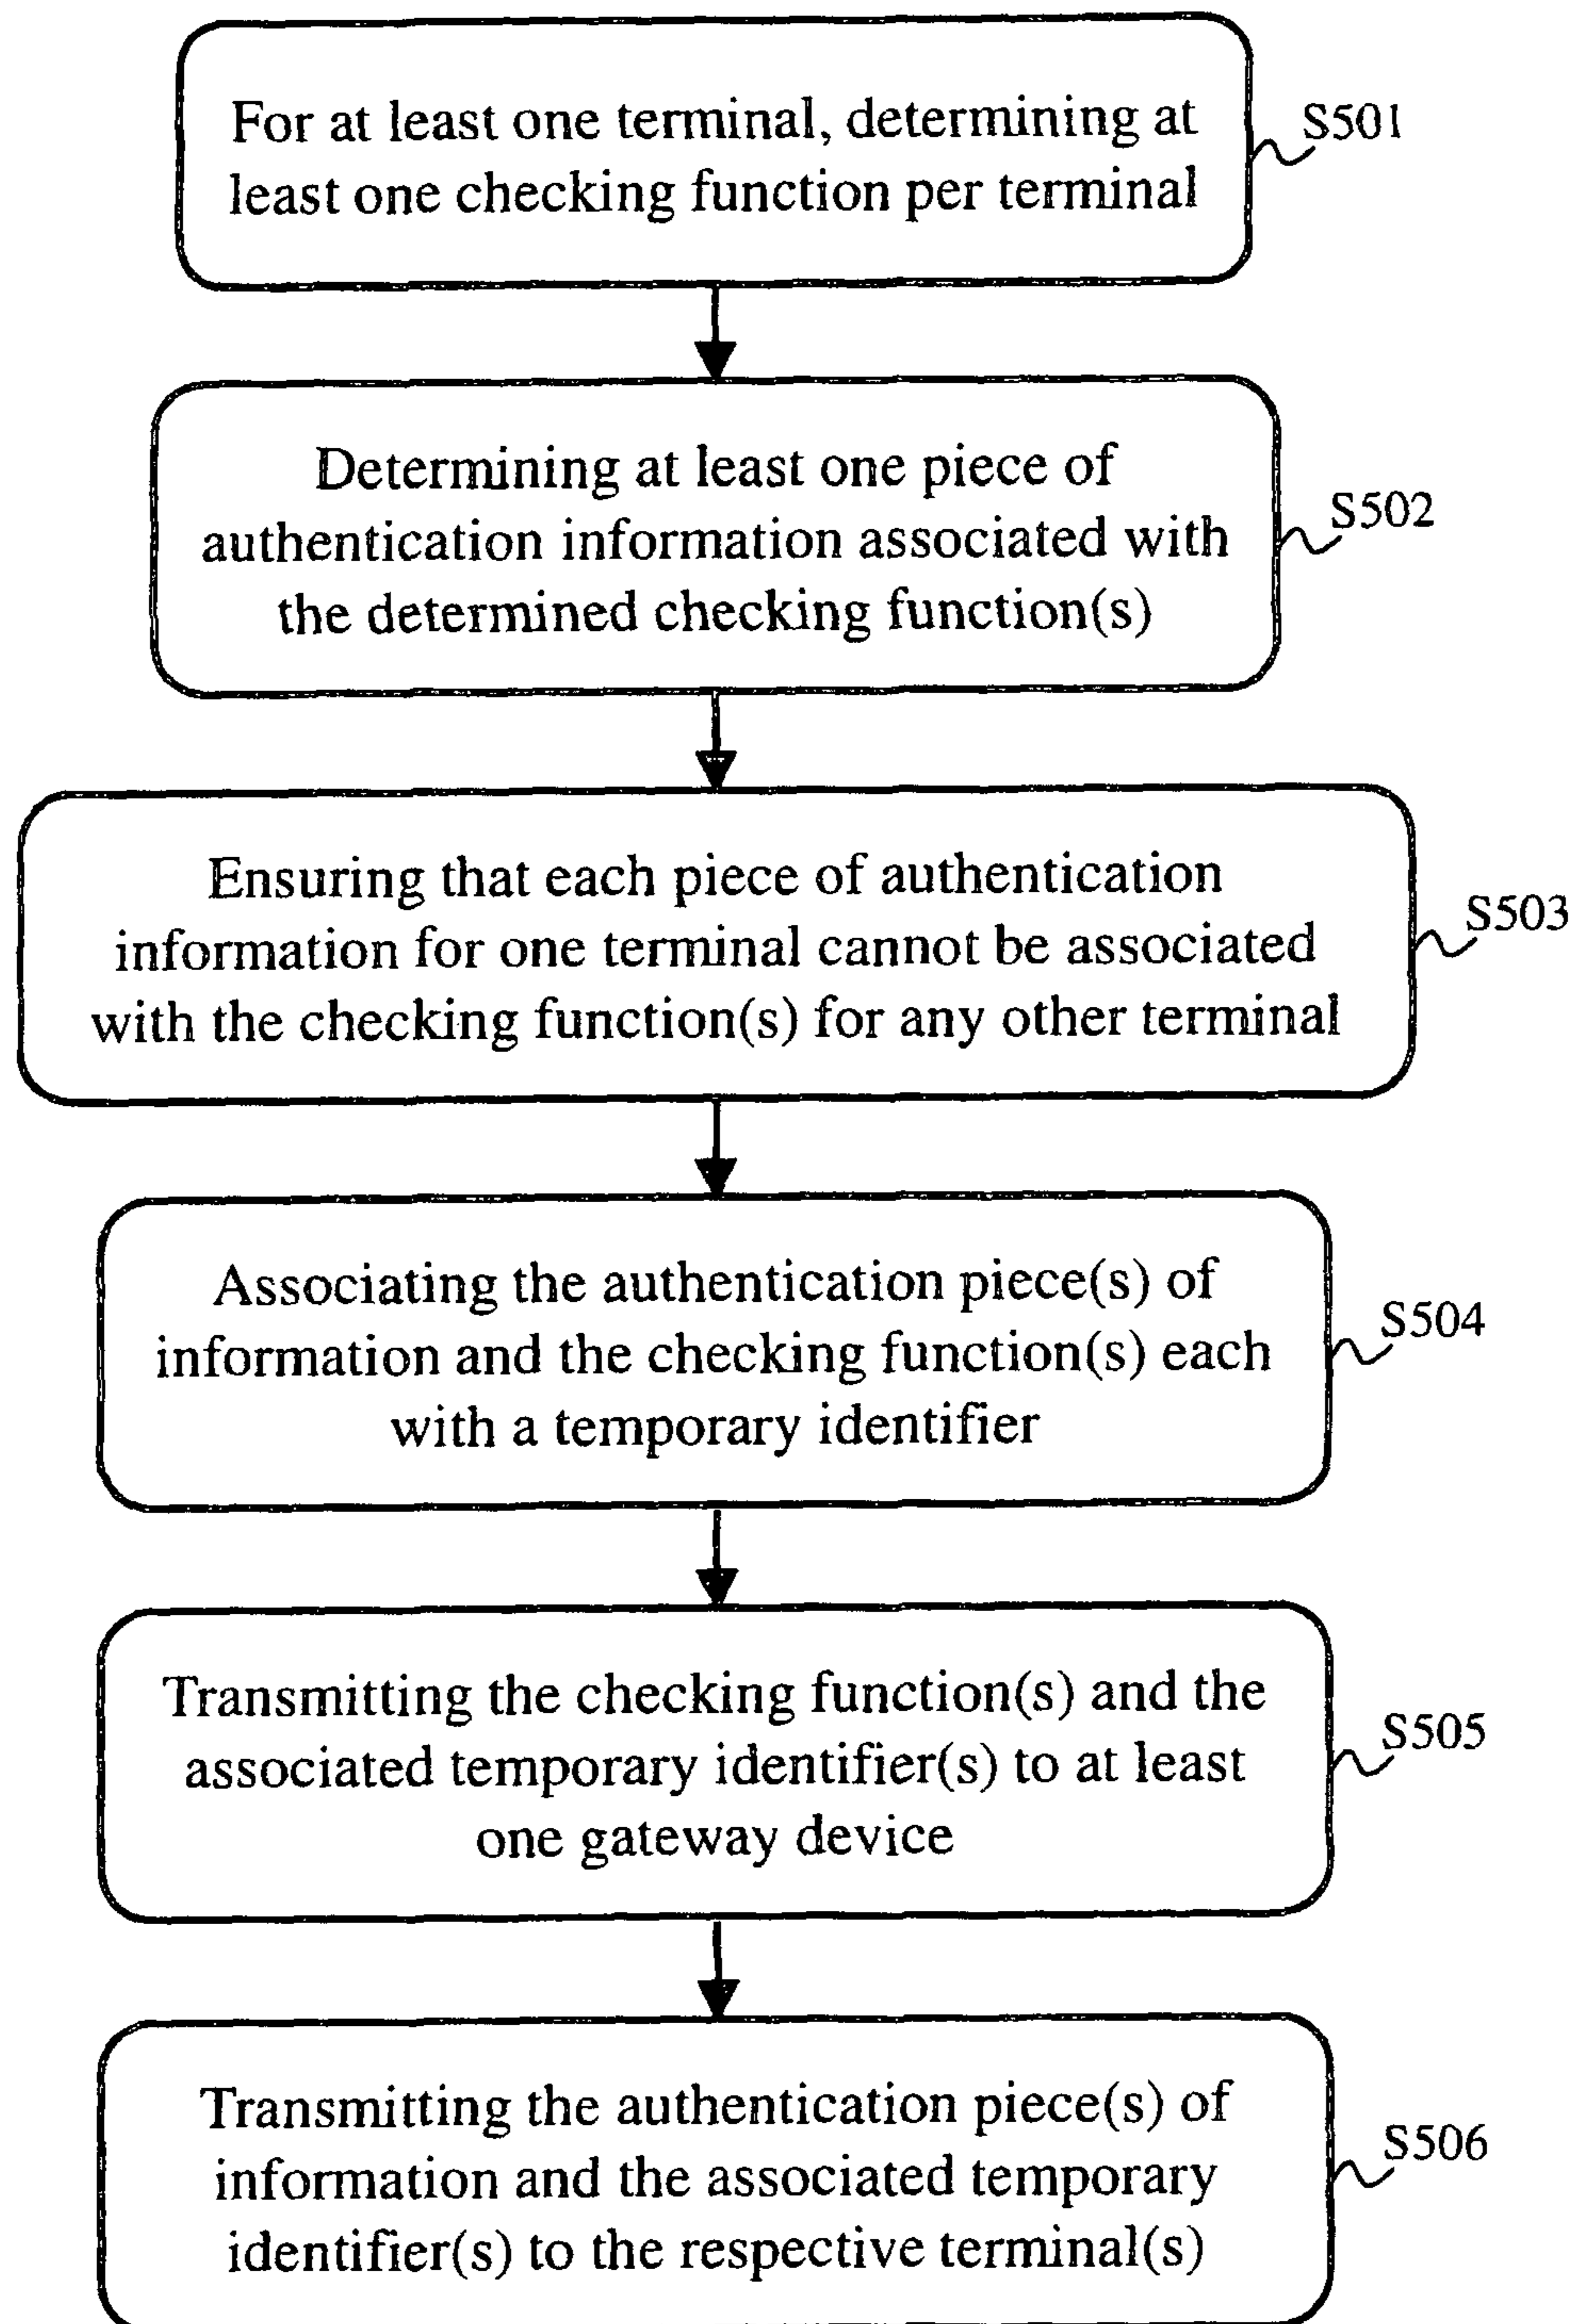 For at least one terminal, determining at
least one checking function per terminal
S501
Determining at least one piece of
authentication information associated with
the determined checking function(s)
S502
Ensuring that each piece of authentication
information for one terminal cannot be associated
with the checking function(s) for any other terminal
S503
Associating the authentication piece(s) of
information and the checking function(s) each
with a temporary identifier
S504
Transmitting the checking function(s) and the
associated temporary identifier(s) to at least
one gateway device
S505
Transmitting the authentication piece(s) of
information and the associated temporary
identifier(s) to the respective terminal(s)
S506